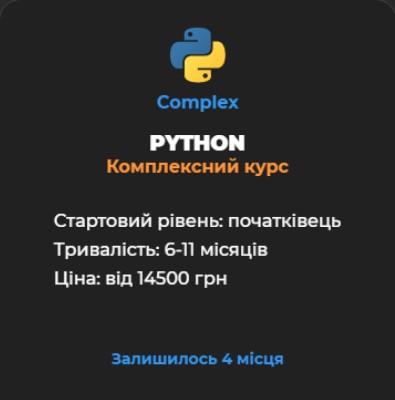 Complex
PYTHON
Комплексний курс
Стартовий рівень: початківець
Тривалість: 6-11 місяців
Ціна: від 14500 грн
Залишилось 4 місця